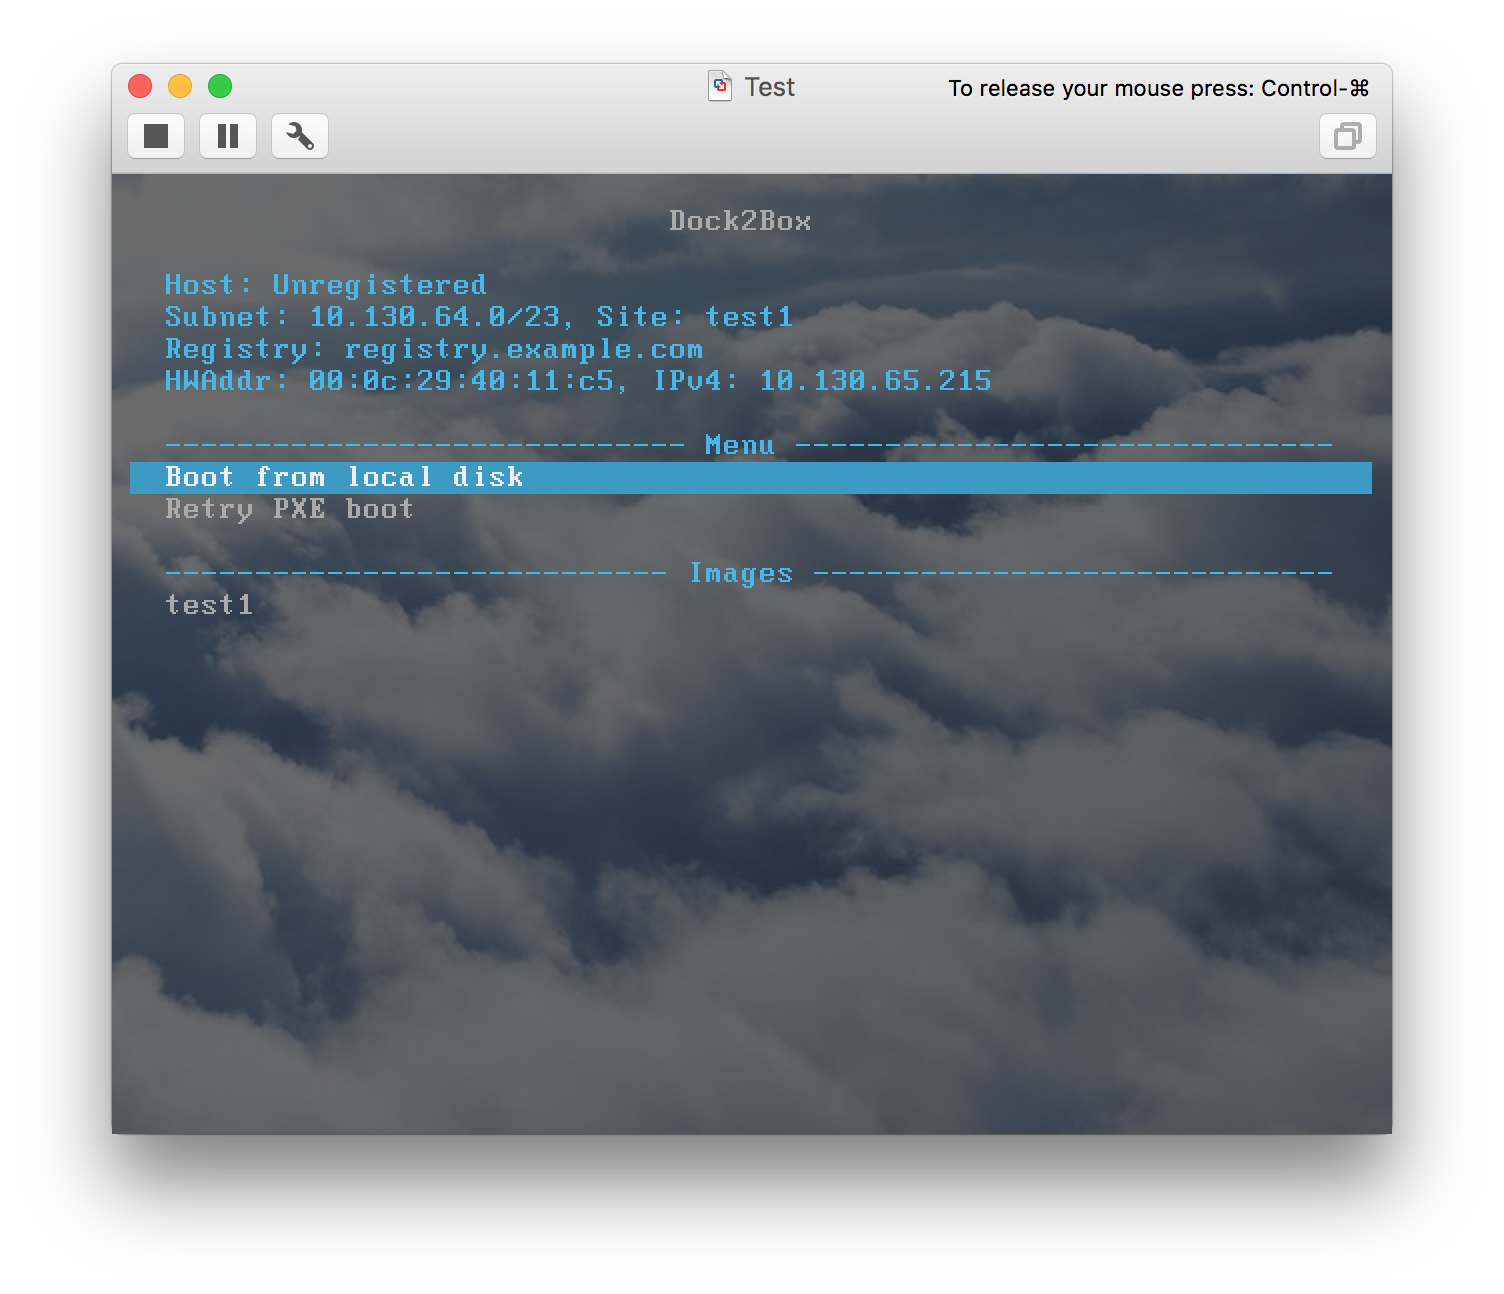 Test
To release your mouse press: Control-⌘
Dock2Box
Host: Unregistered
Subnet: 10.130.64.0/23, Site: test1
Registry: registry.example.com
HWAddr: 00:0c:29:40:11:c5, IPv4: 10.130.65.215
----------------------------- Menu ------------------------------
Boot from local disk
Retry PXE boot
---------------------------- Images -----------------------------
test1